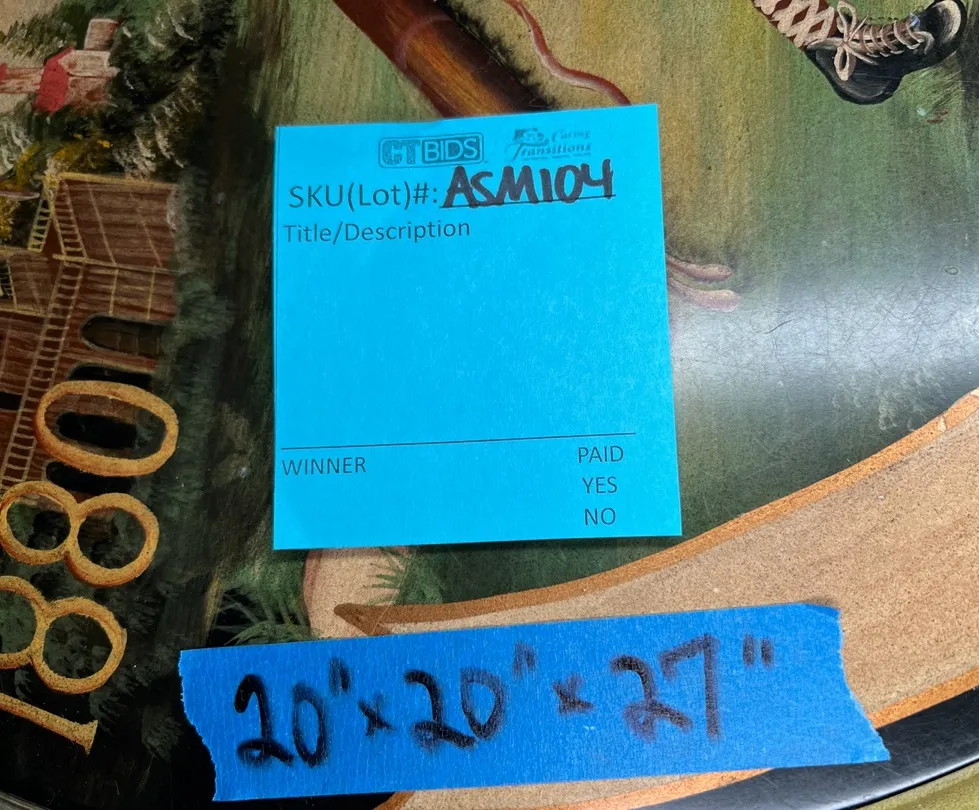 CTBIDS
Caring
Transitions
SKU(Lot)#: ASM104
Title/Description
WINNER
PAID
YES
NO
1880
20" x 20" x 27"